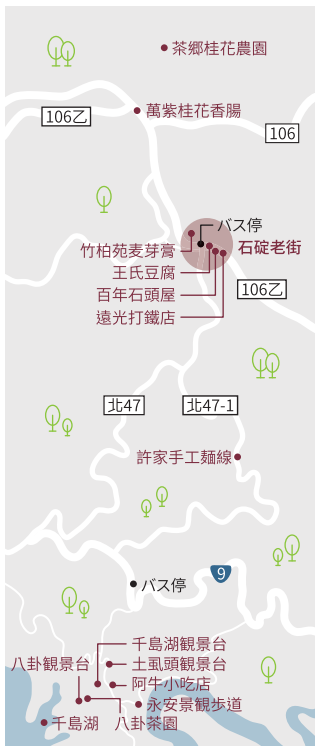 茶郷桂花農園
萬紫桂花香腸
106乙
106
バス停
石碇老街
竹柏苑麦芽膏
王氏豆腐
百年石頭屋
遠光打鐵店
106乙
北47
北47-1
許家手工麺線
9
バス停
千島湖観景台
八卦観景台
土虱頭観景台
阿牛小吃店
永安景観歩道
千島湖
八卦茶園